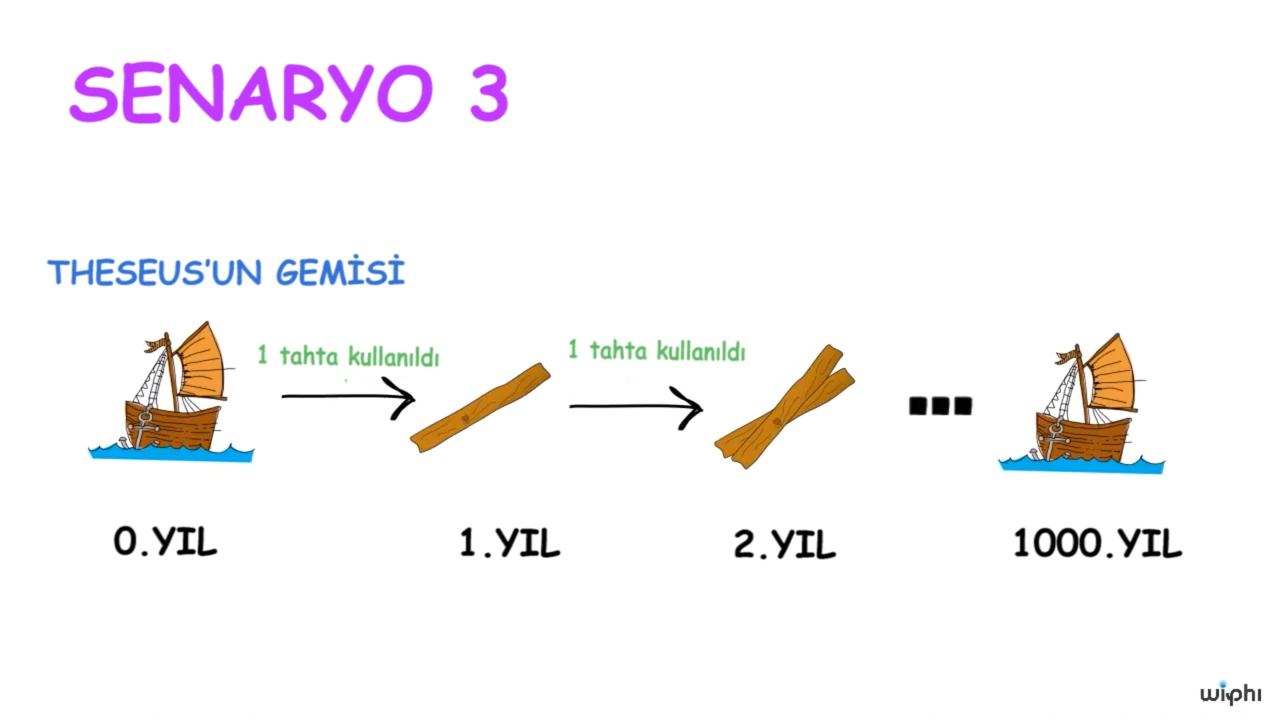 SENARYO 3
THESEUS'UN GEMİSİ
1 tahta kullanıldı
1 tahta kullanıldı
0.YIL
1.YIL
2.YIL
1000.YIL
wiphi